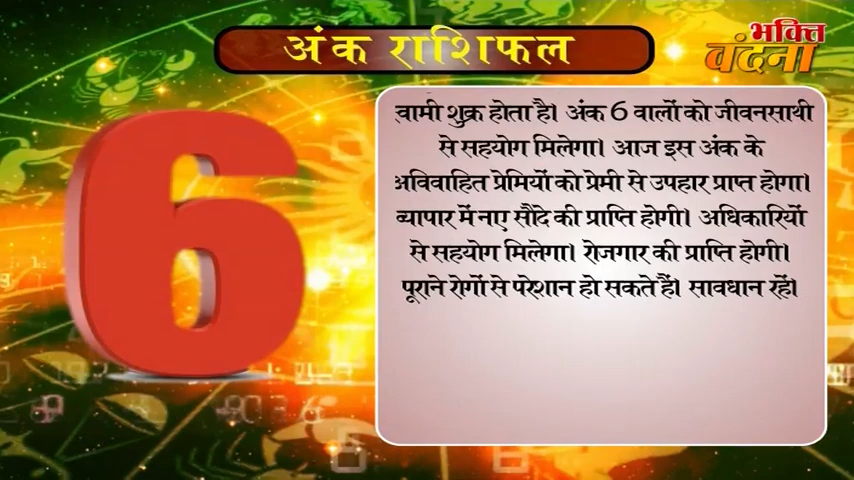 अंक राशिफल
भक्ति
वंदना
6
स्वामी शुक्र होता है। अंक 6 वालों को जीवनसाथी
से सहयोग मिलेगा। आज इस अंक के
अविवाहित प्रेमियों को प्रेमी से उपहार प्राप्त होगा।
व्यापार में नए सौदे की प्राप्ति होगी। अधिकारियों
से सहयोग मिलेगा। रोजगार की प्राप्ति होगी।
पूराने रोगों से परेशान हो सकते हैं। सावधान रहें।